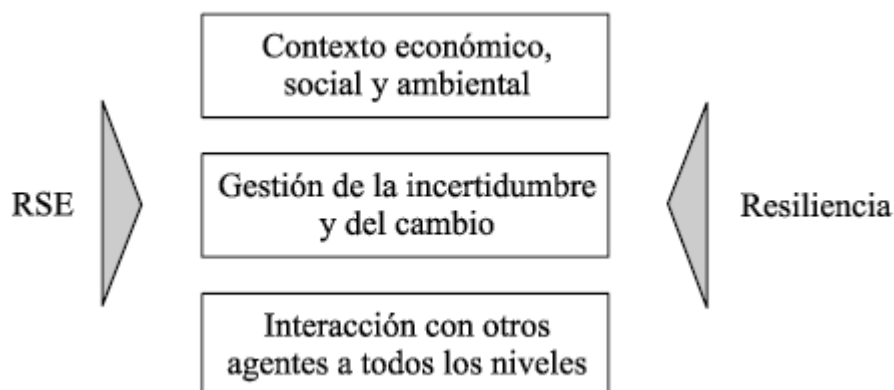 Contexto económico,
social y ambiental
RSE
Gestión de la incertidumbre
y del cambio
Resiliencia
Interacción con otros
agentes a todos los niveles